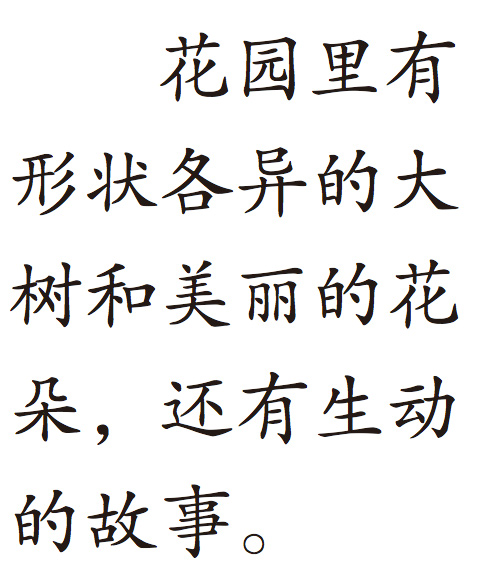 花园里有
形状各异的大
树和美丽的花
朵，还有生动
的故事。